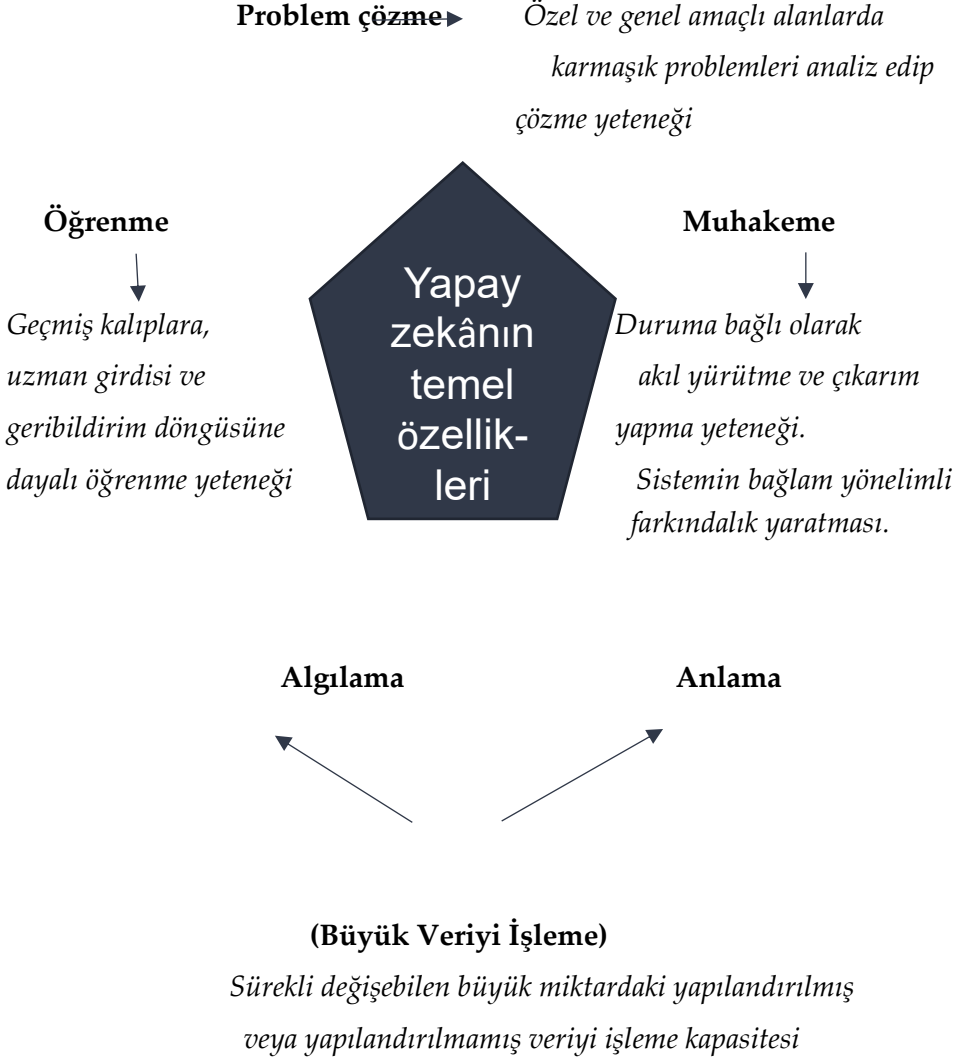 Problem çözme
Özel ve genel amaçlı alanlarda
karmaşık problemleri analiz edip
çözme yeteneği
Öğrenme
Geçmiş kalıplara,
uzman girdisi ve
geribildirim döngüsüne
dayalı öğrenme yeteneği
Yapay
zekânın
temel
özellik-
leri
Muhakeme
Duruma bağlı olarak
akıl yürütme ve çıkarım
yapma yeteneği.
Sistemin bağlam yönelimli
farkındalık yaratması.
Algılama
Anlama
(Büyük Veriyi İşleme)
Sürekli değişebilen büyük miktardaki yapılandırılmış
veya yapılandırılmamış veriyi işleme kapasitesi